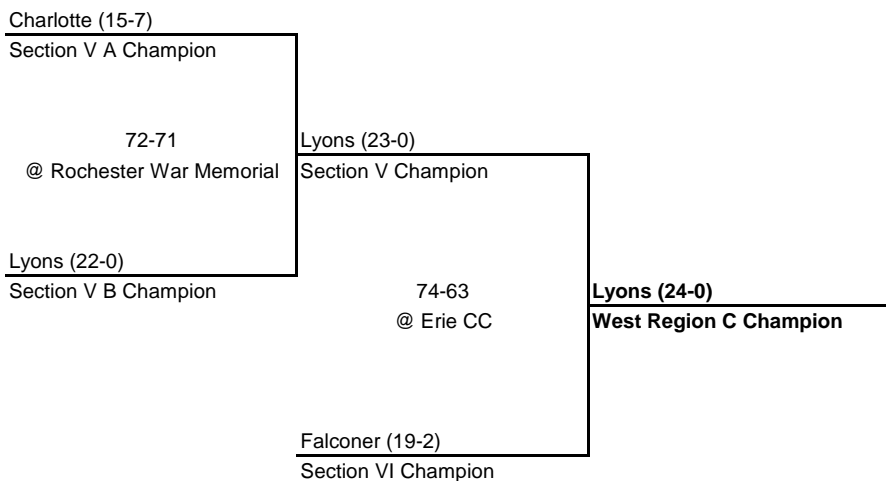 Charlotte (15-7)
Section V A Champion
72-71
@ Rochester War Memorial
Lyons (23-0)
Section V Champion
Lyons (22-0)
Section V B Champion
74-63
@ Erie CC
Lyons (24-0)
West Region C Champion
Falconer (19-2)
Section VI Champion